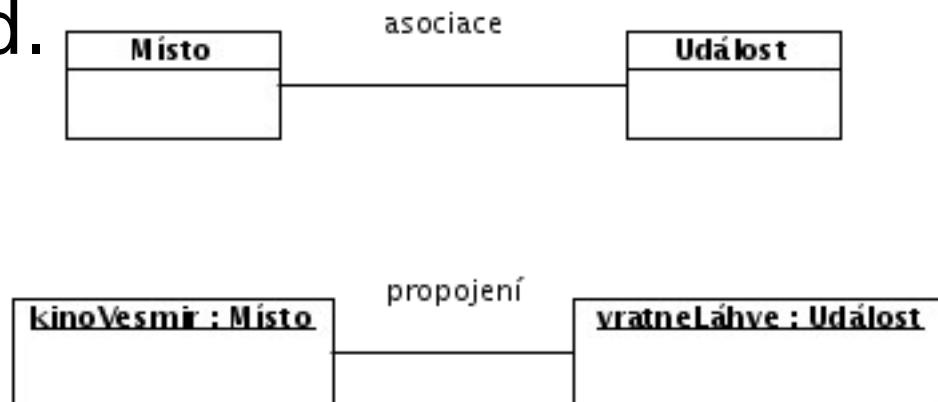 d.
asociace
Místo
Událost
propojení
kinoVesmir : Místo
vratneLáhve : Událost